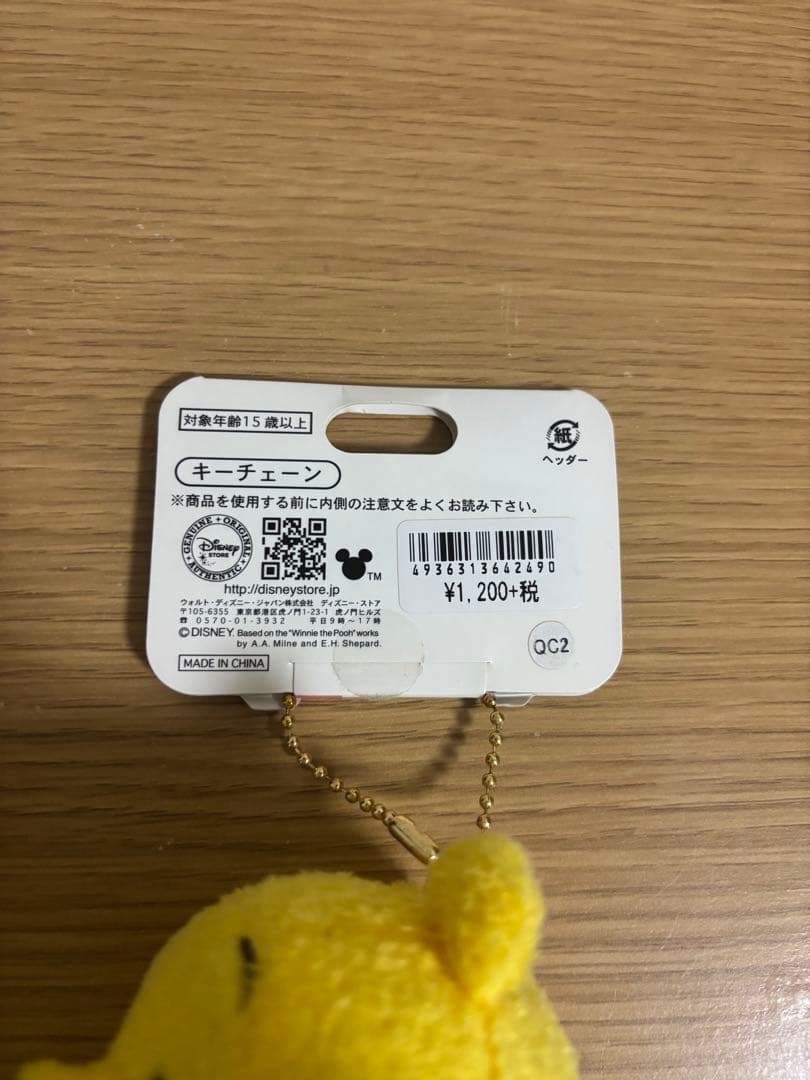 対象年齢15歳以上
紙
ヘッダー
キーチェーン
※商品を使用する前に内側の注意文をよくお読み下さい。
GENUINE • ORIGINAL
Disney
STORE
AUTHENTIC
TM
http://disneystore.jp
4936313642490
¥1,200+税
ウォルト・ディズニー・ジャパン株式会社 ディズニー・ストア
〒105-6355 東京都港区虎ノ門1-23-1 虎ノ門ヒルズ
☎ 0570-01-3932 平日9時〜17時
©DISNEY. Based on the "Winnie the Pooh" works
by A.A. Milne and E.H. Shepard.
QC2
MADE IN CHINA